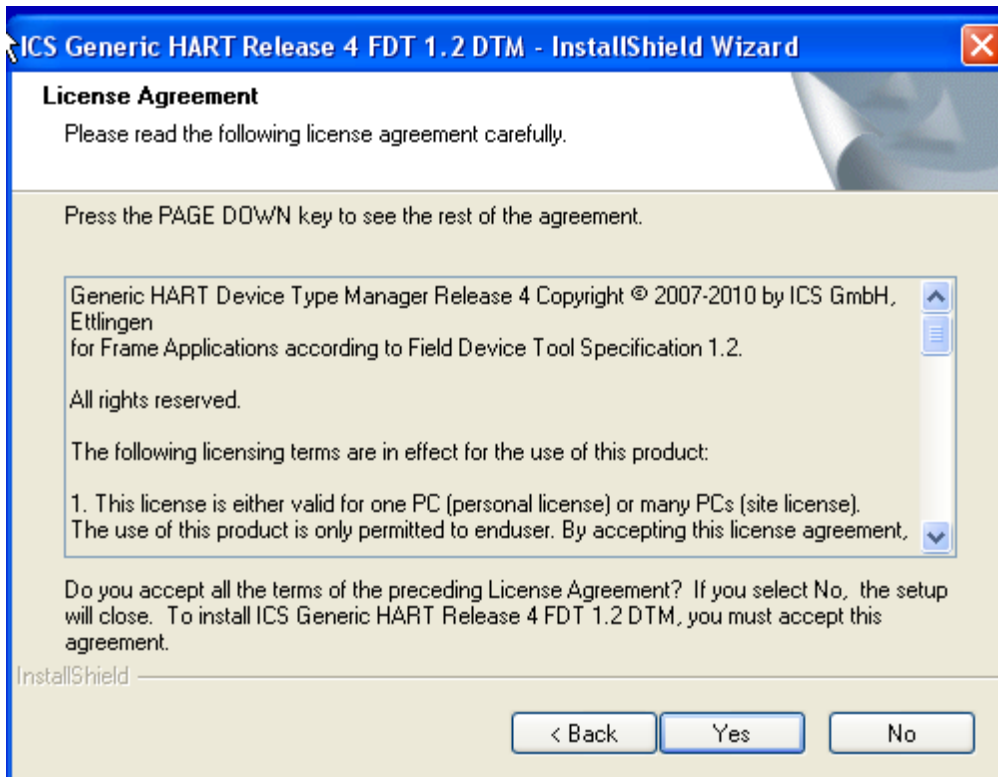 ICS Generic HART Release 4 FDT 1.2 DTM - InstallShield Wizard
License Agreement
Please read the following license agreement carefully.
Press the PAGE DOWN key to see the rest of the agreement.
Generic HART Device Type Manager Release 4 Copyright © 2007-2010 by ICS GmbH,
Ettlingen
for Frame Applications according to Field Device Tool Specification 1.2.
All rights reserved.
The following licensing terms are in effect for the use of this product:
1. This license is either valid for one PC (personal license) or many PCs (site license).
The use of this product is only permitted to enduser. By accepting this license agreement,
Do you accept all the terms of the preceding License Agreement? If you select No, the setup
will close. To install ICS Generic HART Release 4 FDT 1.2 DTM, you must accept this
agreement.
InstallShield
< Back Yes No